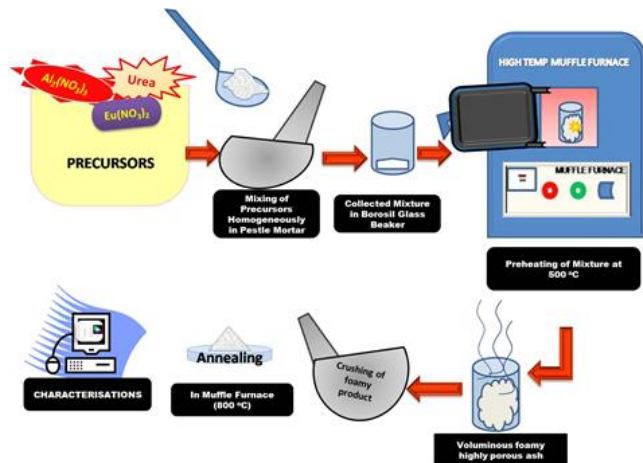 Al₂(NO₃)₃
Urea
Eu(NO₃)₂
PRECURSORS
Mixing of
Precursors
Homogeneously
in Pestle Mortar
Collected Mixture
in Borosil Glass
Beaker
HIGH TEMP MUFFLE FURNACE
MUFFLE FURNACE
Preheating of Mixture at
500 °C
Voluminous foamy
highly porous ash
Crushing of
foamy
product
Annealing
In Muffle Furnace
(800 °C)
CHARACTERISATIONS